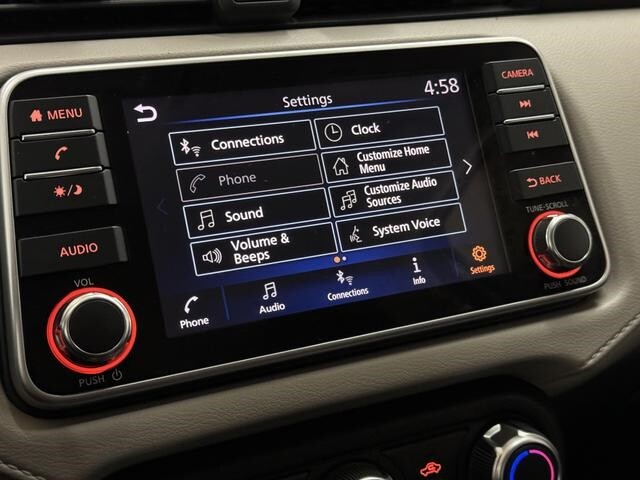 MENU
AUDIO
VOL
PUSH
Settings
4:58
Connections
Clock
Phone
Customize Home
Menu
Sound
Customize Audio
Sources
Volume &
Beeps
System Voice
Phone
Audio
Connections
Info
Settings
CAMERA
BACK
TUNE·SCROLL
PUSH SOUND